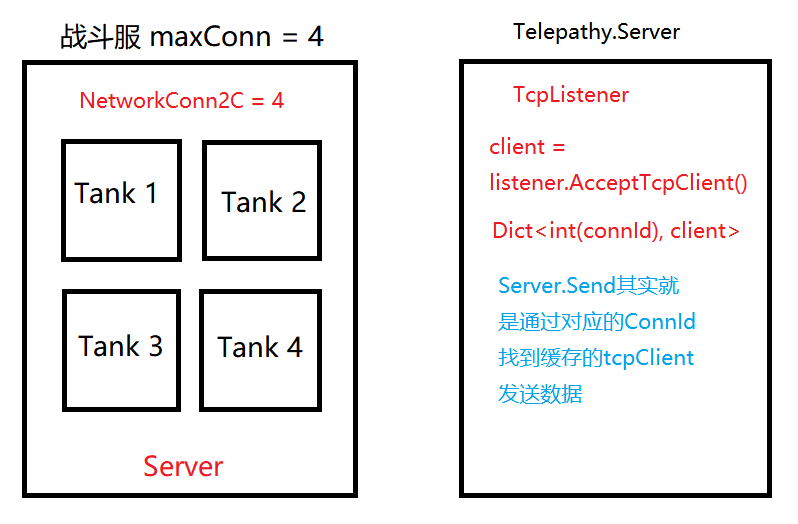 战斗服 maxConn = 4
NetworkConn2C = 4
Tank 1
Tank 2
Tank 3
Tank 4
Server
Telepathy.Server
TcpListener
client =
listener.AcceptTcpClient()
Dict<int(connId), client>
Server.Send其实就
是通过对应的ConnId
找到缓存的tcpClient
发送数据